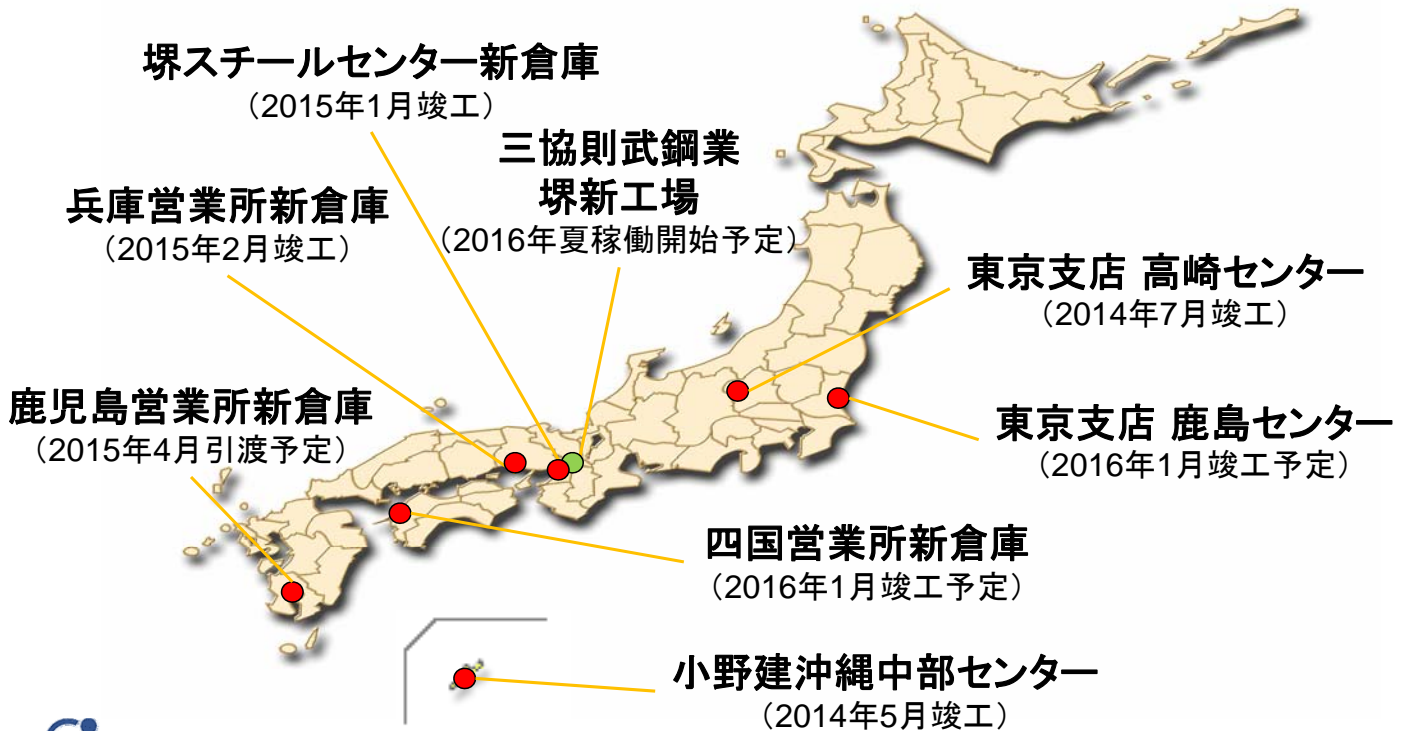 堺スチールセンター新倉庫
（2015年1月竣工）
三協則武鋼業
堺新工場
（2016年夏稼働開始予定）
兵庫営業所新倉庫
（2015年2月竣工）
東京支店 高崎センター
（2014年7月竣工）
鹿児島営業所新倉庫
（2015年4月引渡予定）
東京支店 鹿島センター
（2016年1月竣工予定）
四国営業所新倉庫
（2016年1月竣工予定）
小野建沖縄中部センター
（2014年5月竣工）